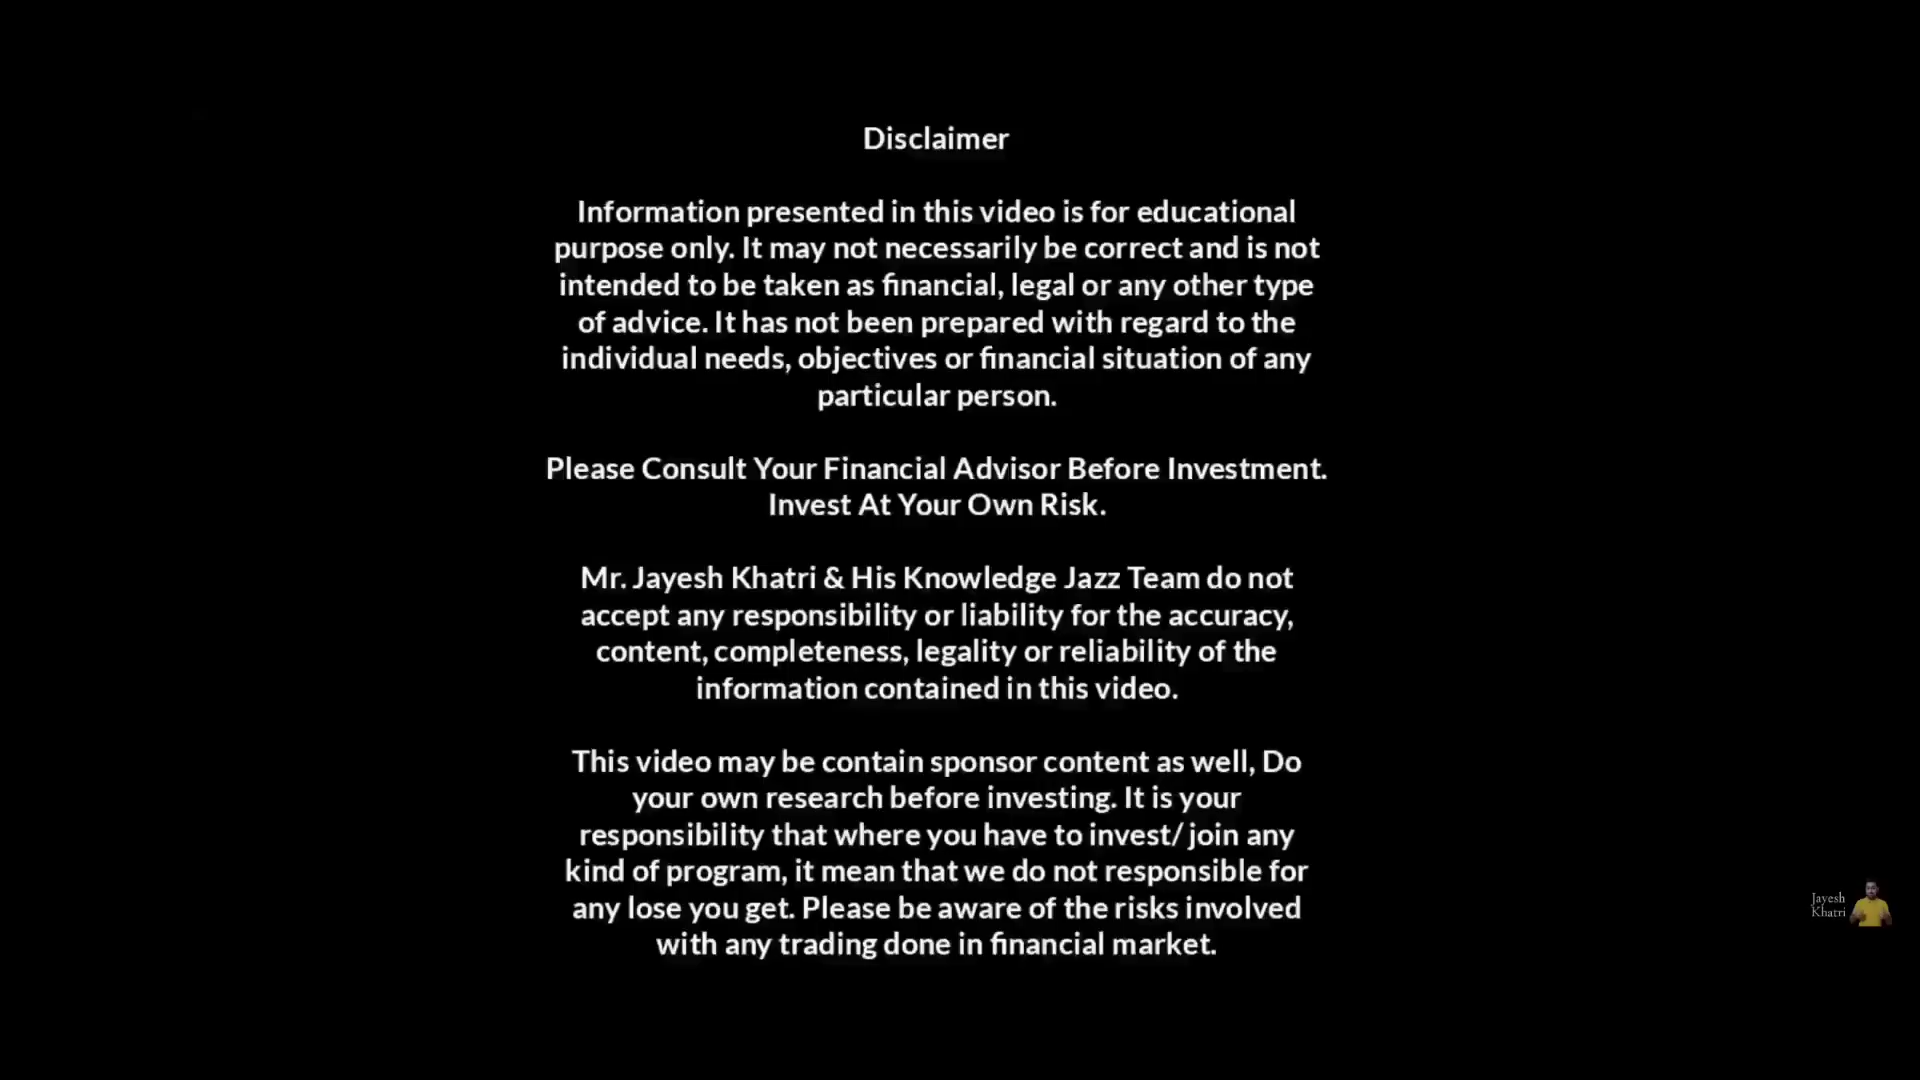 Disclaimer
Information presented in this video is for educational
purpose only. It may not necessarily be correct and is not
intended to be taken as financial, legal or any other type
of advice. It has not been prepared with regard to the
individual needs, objectives or financial situation of any
particular person.
Please Consult Your Financial Advisor Before Investment.
Invest At Your Own Risk.
Mr. Jayesh Khatri & His Knowledge Jazz Team do not
accept any responsibility or liability for the accuracy,
content, completeness, legality or reliability of the
information contained in this video.
This video may be contain sponsor content as well, Do
your own research before investing. It is your
responsibility that where you have to invest/ join any
kind of program, it mean that we do not responsible for
any lose you get. Please be aware of the risks involved
with any trading done in financial market.
Jayesh
Khatri